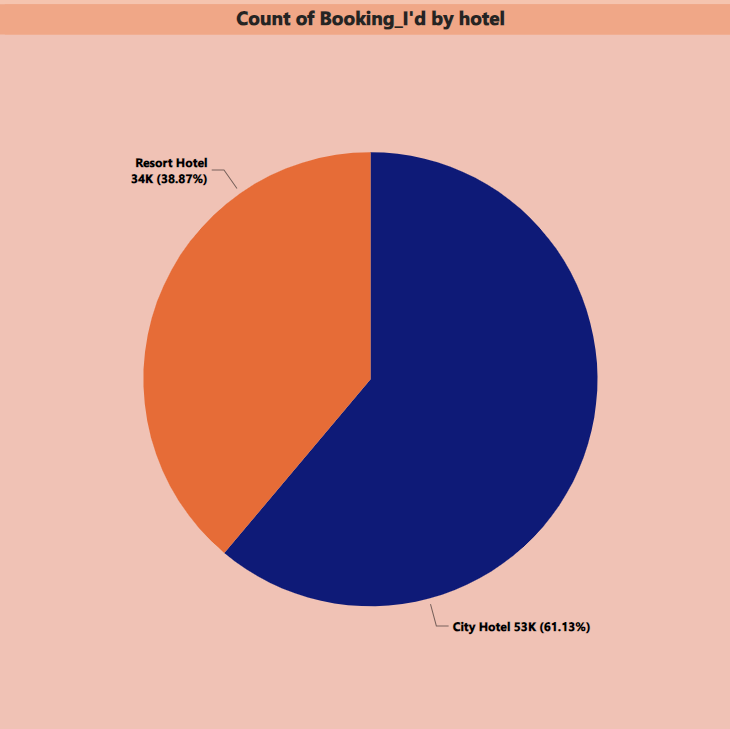 Count of Booking_I'd by hotel
Resort Hotel
34K (38.87%)
City Hotel 53K (61.13%)